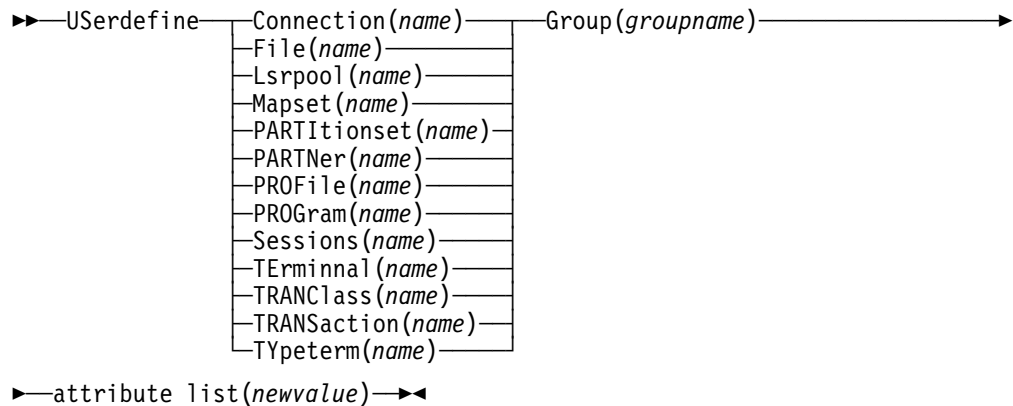 USerdefine Connection(name) Group(groupname)
File(name)
Lsrpool(name)
Mapset(name)
PARTItionset(name)
PARTNer(name)
PROFile(name)
PROGram(name)
Sessions(name)
TErminnal(name)
TRANClass(name)
TRANSaction(name)
TYpeterm(name)
attribute list(newvalue)